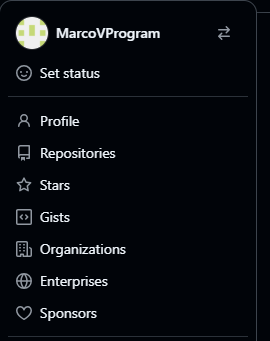 MarcoVProgram
Set status
Profile
Repositories
Stars
Gists
Organizations
Enterprises
Sponsors